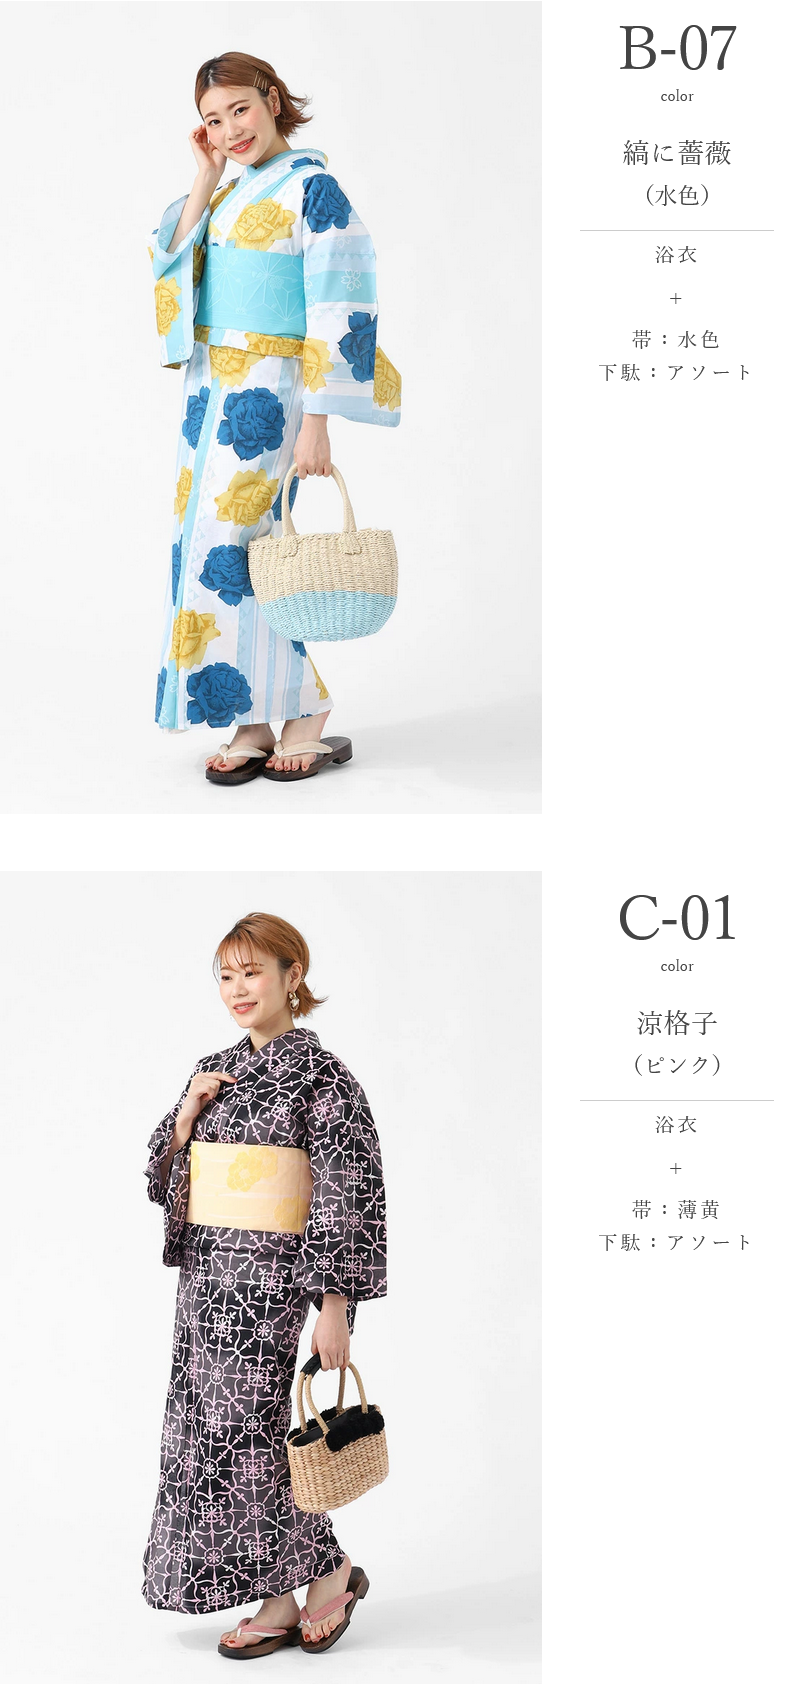 B-07
color
縞に薔薇
（水色）
浴衣
+
帯：水色
下駄：アソート
C-01
color
涼格子
（ピンク）
浴衣
+
帯：薄黄
下駄：アソート